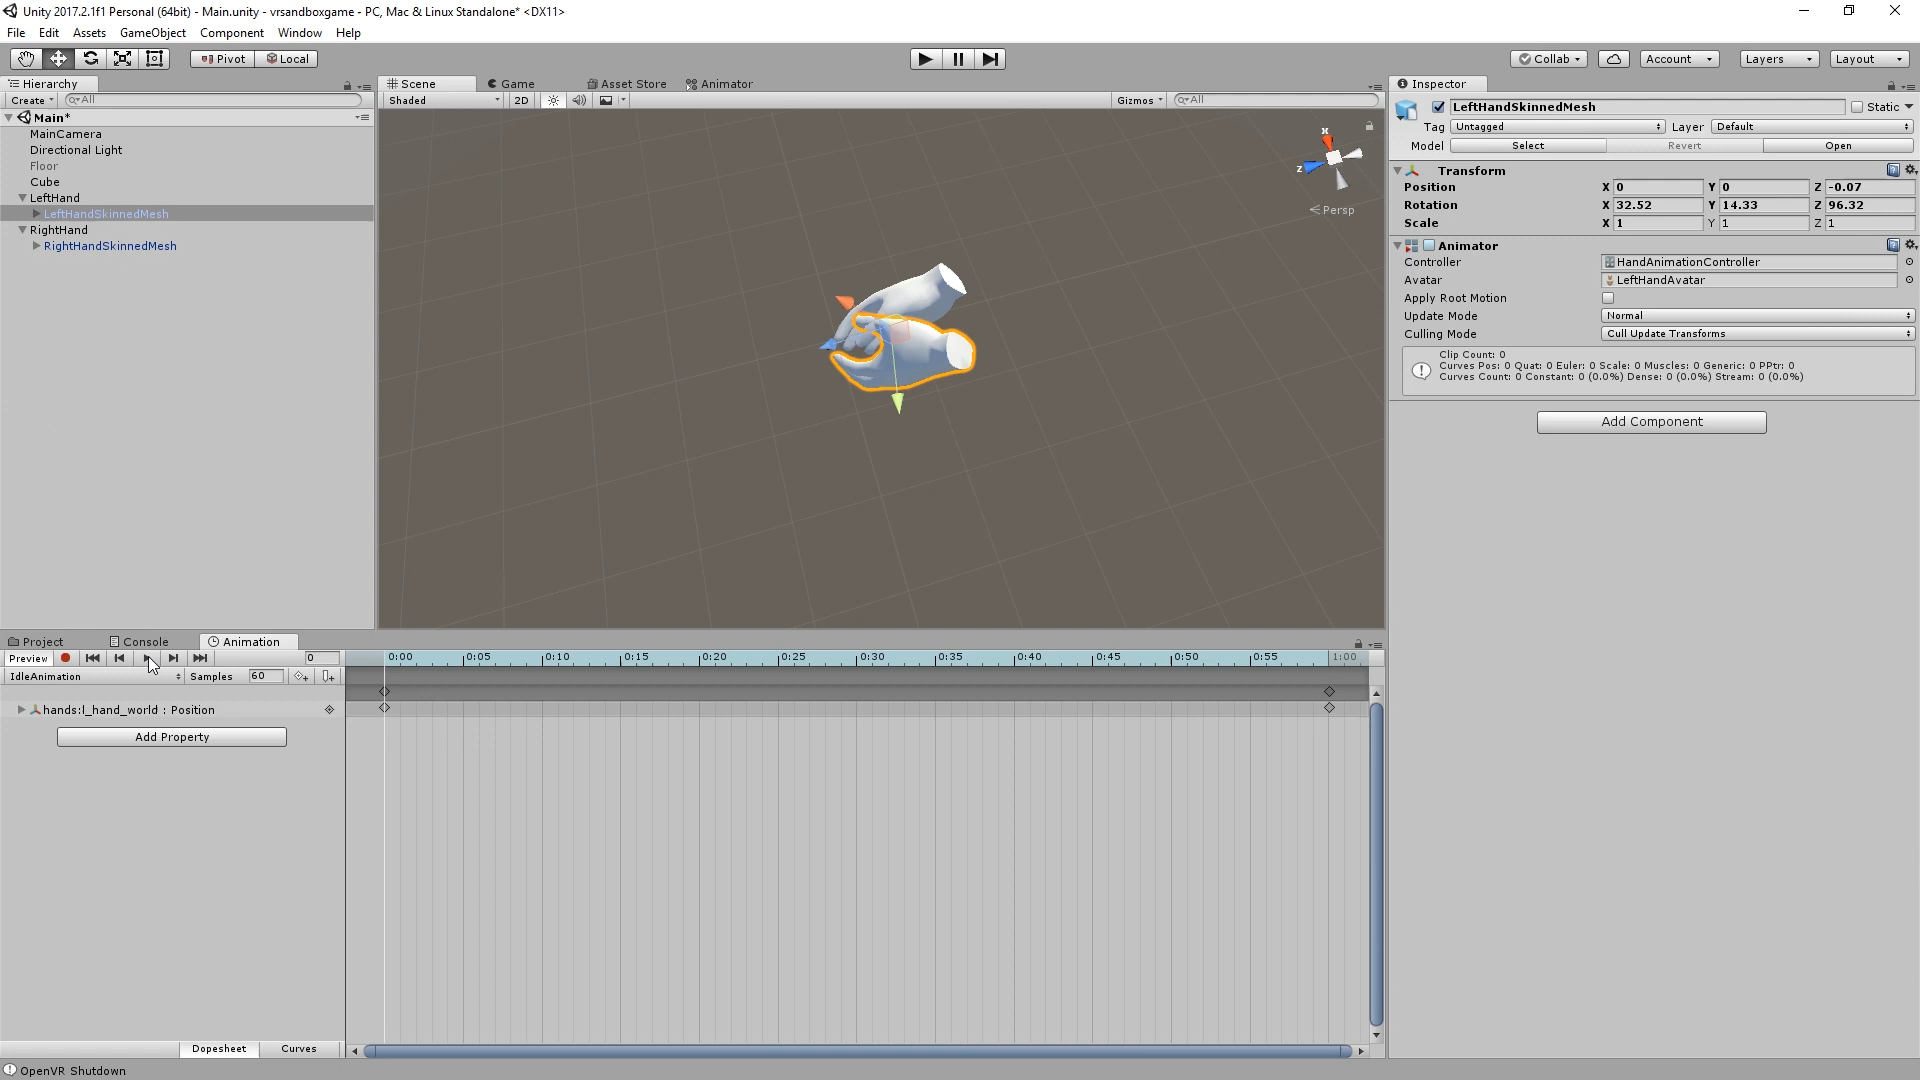 Unity 2017.2.1f1 Personal (64bit) - Main.unity - vrsandboxgame - PC, Mac & Linux Standalone* <DX11>
File Edit Assets GameObject Component Window Help
Pivot Local Collab Account Layers Layout
Hierarchy
Create All
Main*
MainCamera
Directional Light
Floor
Cube
LeftHand
LeftHandSkinnedMesh
RightHand
RightHandSkinnedMesh
Scene Game Asset Store Animator
Shaded 2D Gizmos All
x
z
Persp
Inspector
LeftHandSkinnedMesh Static
Tag Untagged Layer Default
Model Select Revert Open
Transform
Position X 0 Y 0 Z -0.07
Rotation X 32.52 Y 14.33 Z 96.32
Scale X 1 Y 1 Z 1
Animator
Controller HandAnimationController
Avatar LeftHandAvatar
Apply Root Motion
Update Mode Normal
Culling Mode Cull Update Transforms
Clip Count: 0
Curves Pos: 0 Quat: 0 Euler: 0 Scale: 0 Muscles: 0 Generic: 0 PPtr: 0
Curves Count: 0 Constant: 0 (0.0%) Dense: 0 (0.0%) Stream: 0 (0.0%)
Add Component
Project Console Animation
Preview 0 0:00 0:05 0:10 0:15 0:20 0:25 0:30 0:35 0:40 0:45 0:50 0:55 1:00
IdleAnimation Samples 60
hands:l_hand_world : Position
Add Property
Dopesheet Curves
OpenVR Shutdown